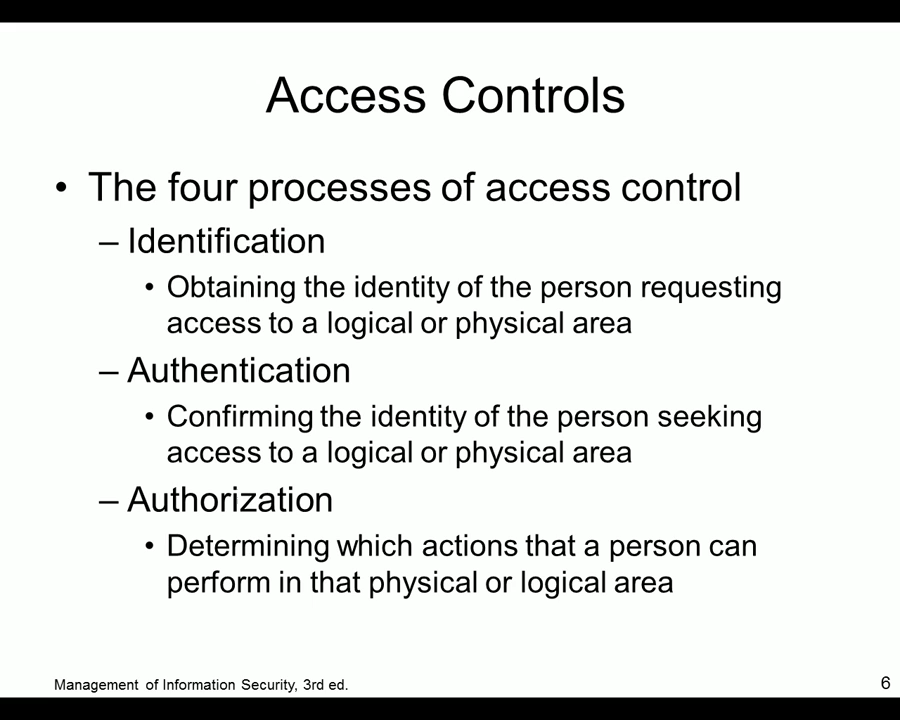 Access Controls
• The four processes of access control
– Identification
• Obtaining the identity of the person requesting
access to a logical or physical area
– Authentication
• Confirming the identity of the person seeking
access to a logical or physical area
– Authorization
• Determining which actions that a person can
perform in that physical or logical area
Management of Information Security, 3rd ed.
6